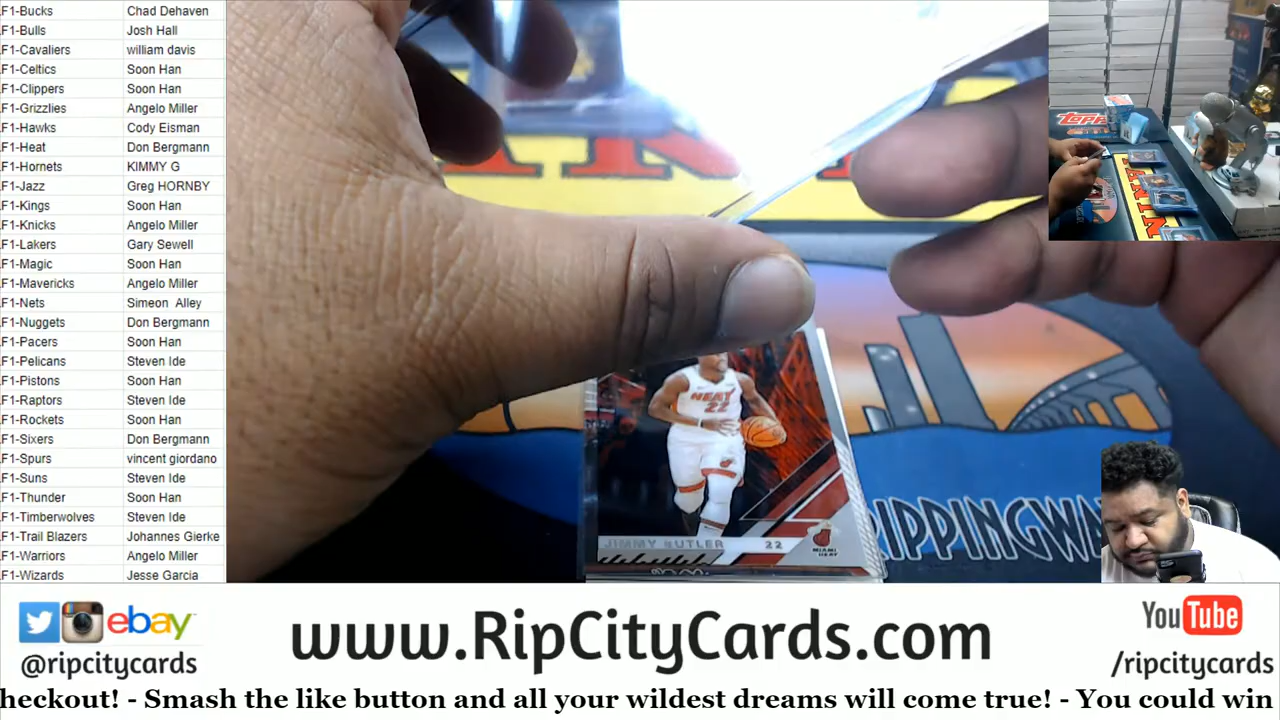 F1-Bucks Chad Dehaven
F1-Bulls Josh Hall
F1-Cavaliers william davis
F1-Celtics Soon Han
F1-Clippers Soon Han
F1-Grizzlies Angelo Miller
F1-Hawks Cody Eisman
F1-Heat Don Bergmann
F1-Hornets KIMMY G
F1-Jazz Greg HORNBY
F1-Kings Soon Han
F1-Knicks Angelo Miller
F1-Lakers Gary Sewell
F1-Magic Soon Han
F1-Mavericks Angelo Miller
F1-Nets Simeon Alley
F1-Nuggets Don Bergmann
F1-Pacers Soon Han
F1-Pelicans Steven Ide
F1-Pistons Soon Han
F1-Raptors Steven Ide
F1-Rockets Soon Han
F1-Sixers Don Bergmann
F1-Spurs vincent giordano
F1-Suns Steven Ide
F1-Thunder Soon Han
F1-Timberwolves Steven Ide
F1-Trail Blazers Johannes Gierke
F1-Warriors Angelo Miller
F1-Wizards Jesse Garcia
TOPPS
HEAT
22
JIMMY BUTLER 22
MIAMI
HEAT
RIPPINGWA
ebay
@ripcitycards
www.RipCityCards.com
YouTube
/ripcitycards
heckout! - Smash the like button and all your wildest dreams will come true! - You could win